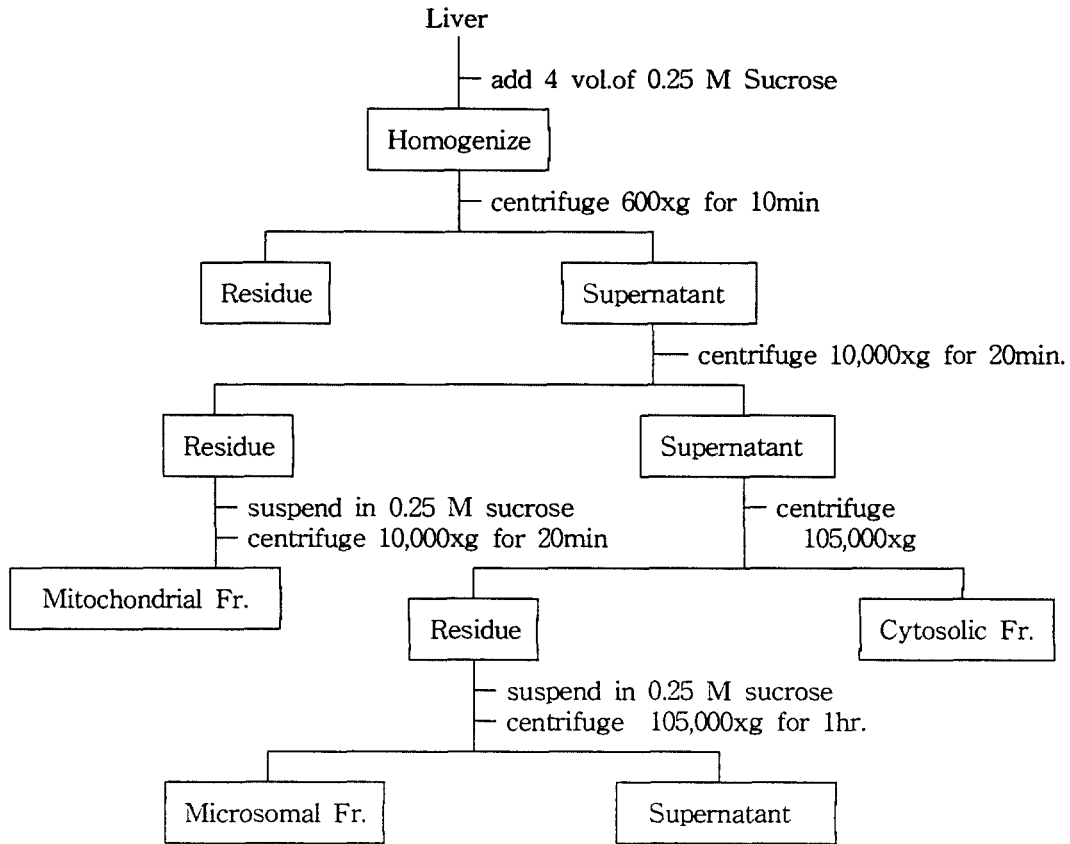 Liver
add 4 vol.of 0.25 M Sucrose
Homogenize
centrifuge 600xg for 10min
Residue
Supernatant
centrifuge 10,000xg for 20min.
Residue
Supernatant
suspend in 0.25 M sucrose
centrifuge 10,000xg for 20min
centrifuge
105,000xg
Mitochondrial Fr.
Residue
Cytosolic Fr.
suspend in 0.25 M sucrose
centrifuge 105,000xg for 1hr.
Microsomal Fr.
Supernatant